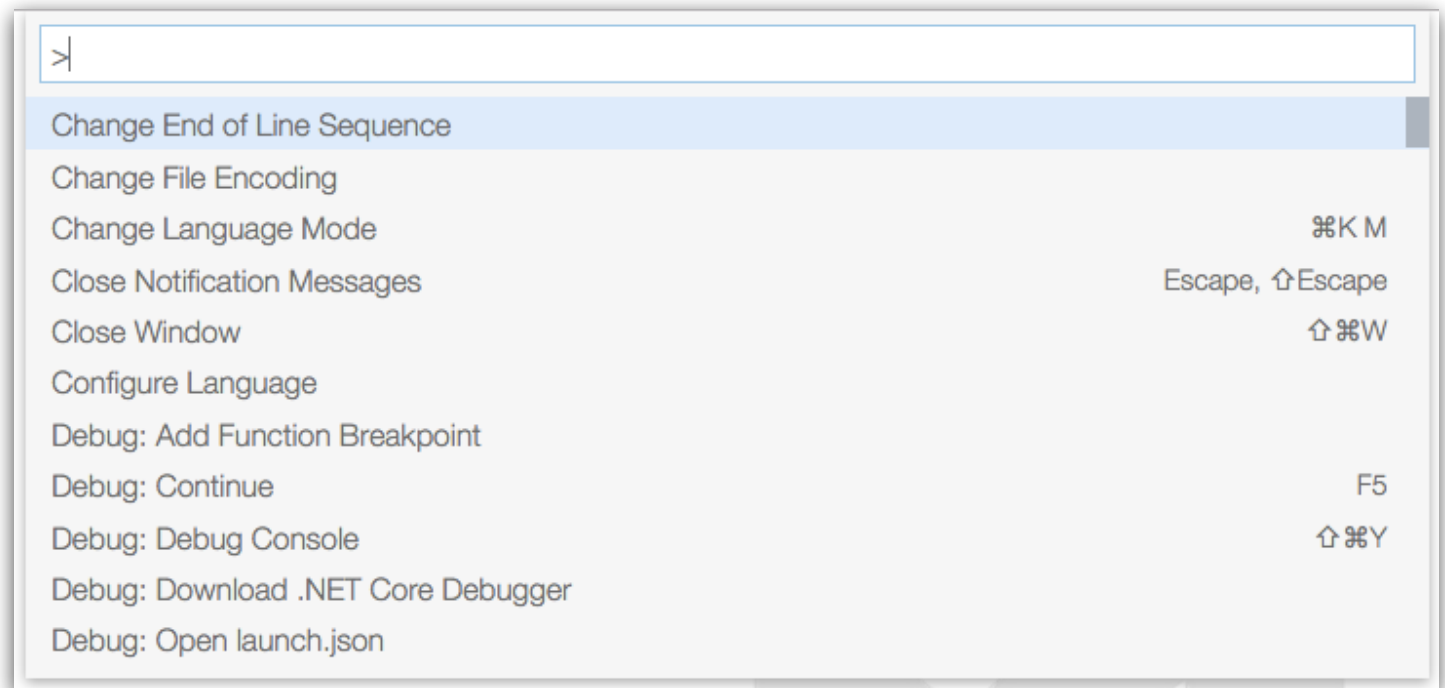 >
Change End of Line Sequence
Change File Encoding
Change Language Mode ⌘K M
Close Notification Messages Escape, ⇧Escape
Close Window ⇧⌘W
Configure Language
Debug: Add Function Breakpoint
Debug: Continue F5
Debug: Debug Console ⇧⌘Y
Debug: Download .NET Core Debugger
Debug: Open launch.json